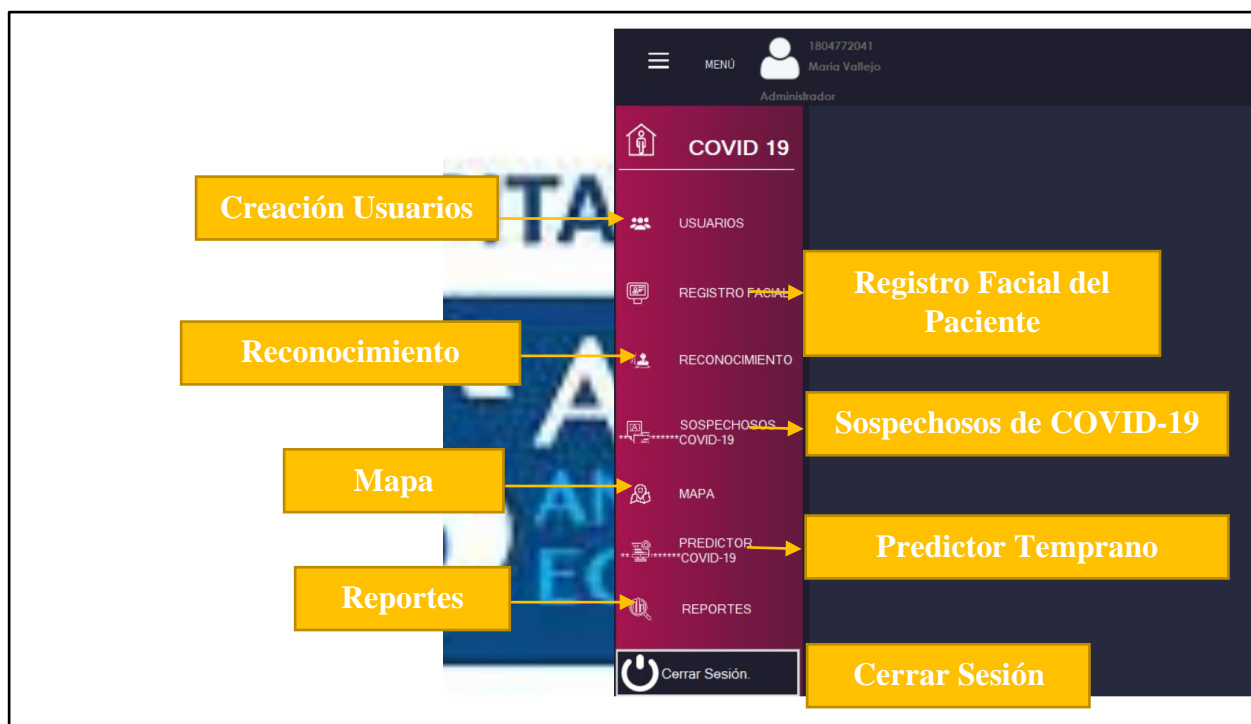 1804772041
MENÚ
Maria Vallejo
Administrador
COVID 19
Creación Usuarios
USUARIOS
REGISTRO FACIAL
Registro Facial del
Paciente
Reconocimiento
RECONOCIMIENTO
SOSPECHOSOS
**********COVID-19
Sospechosos de COVID-19
Mapa
MAPA
PREDICTOR
**********COVID-19
Predictor Temprano
Reportes
REPORTES
Cerrar Sesión.
Cerrar Sesión